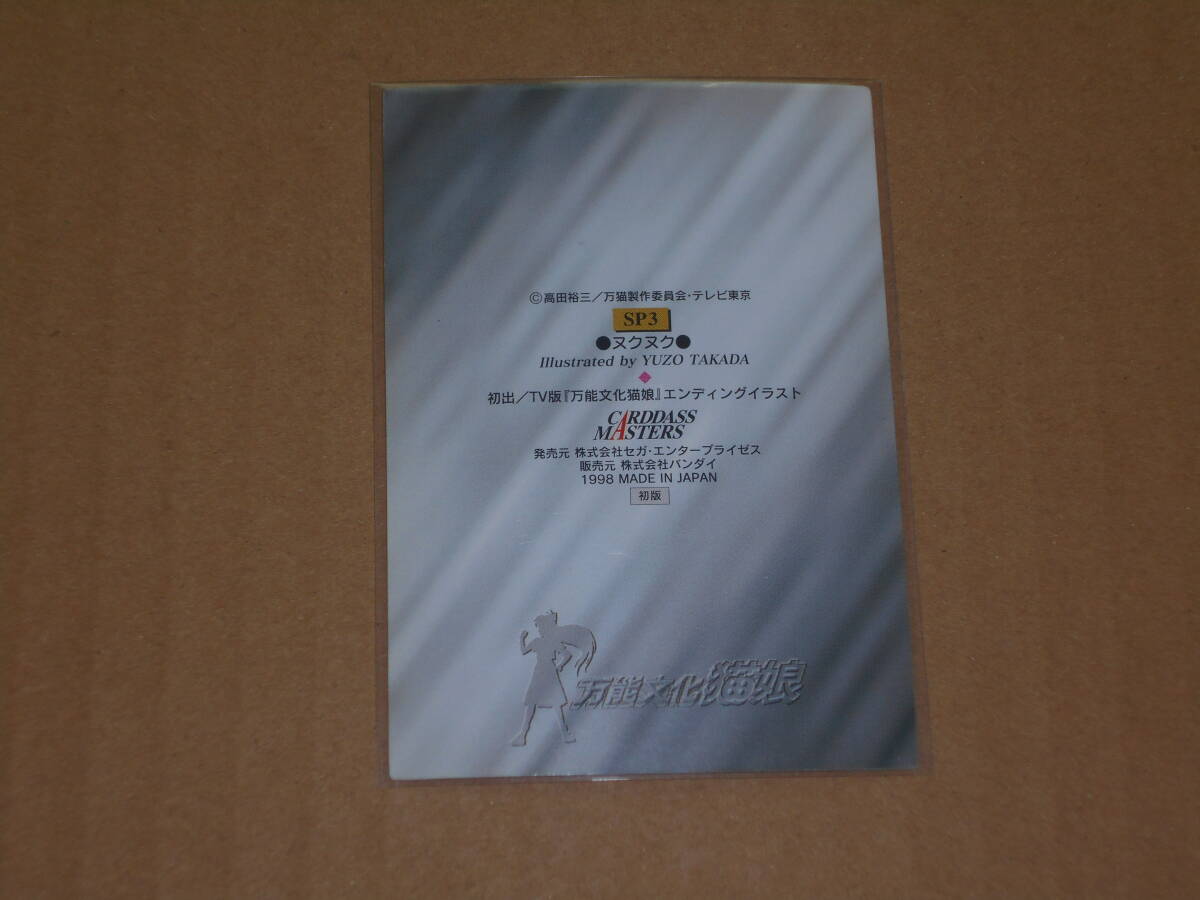 ©高田裕三／万猫製作委員会・テレビ東京
SP3
●ヌクヌク●
Illustrated by YUZO TAKADA
◆
初出／TV版『万能文化猫娘』エンディングイラスト
CARDDASS
MASTERS
発売元 株式会社セガ・エンタープライゼス
販売元 株式会社バンダイ
1998 MADE IN JAPAN
初版
万能文化猫娘